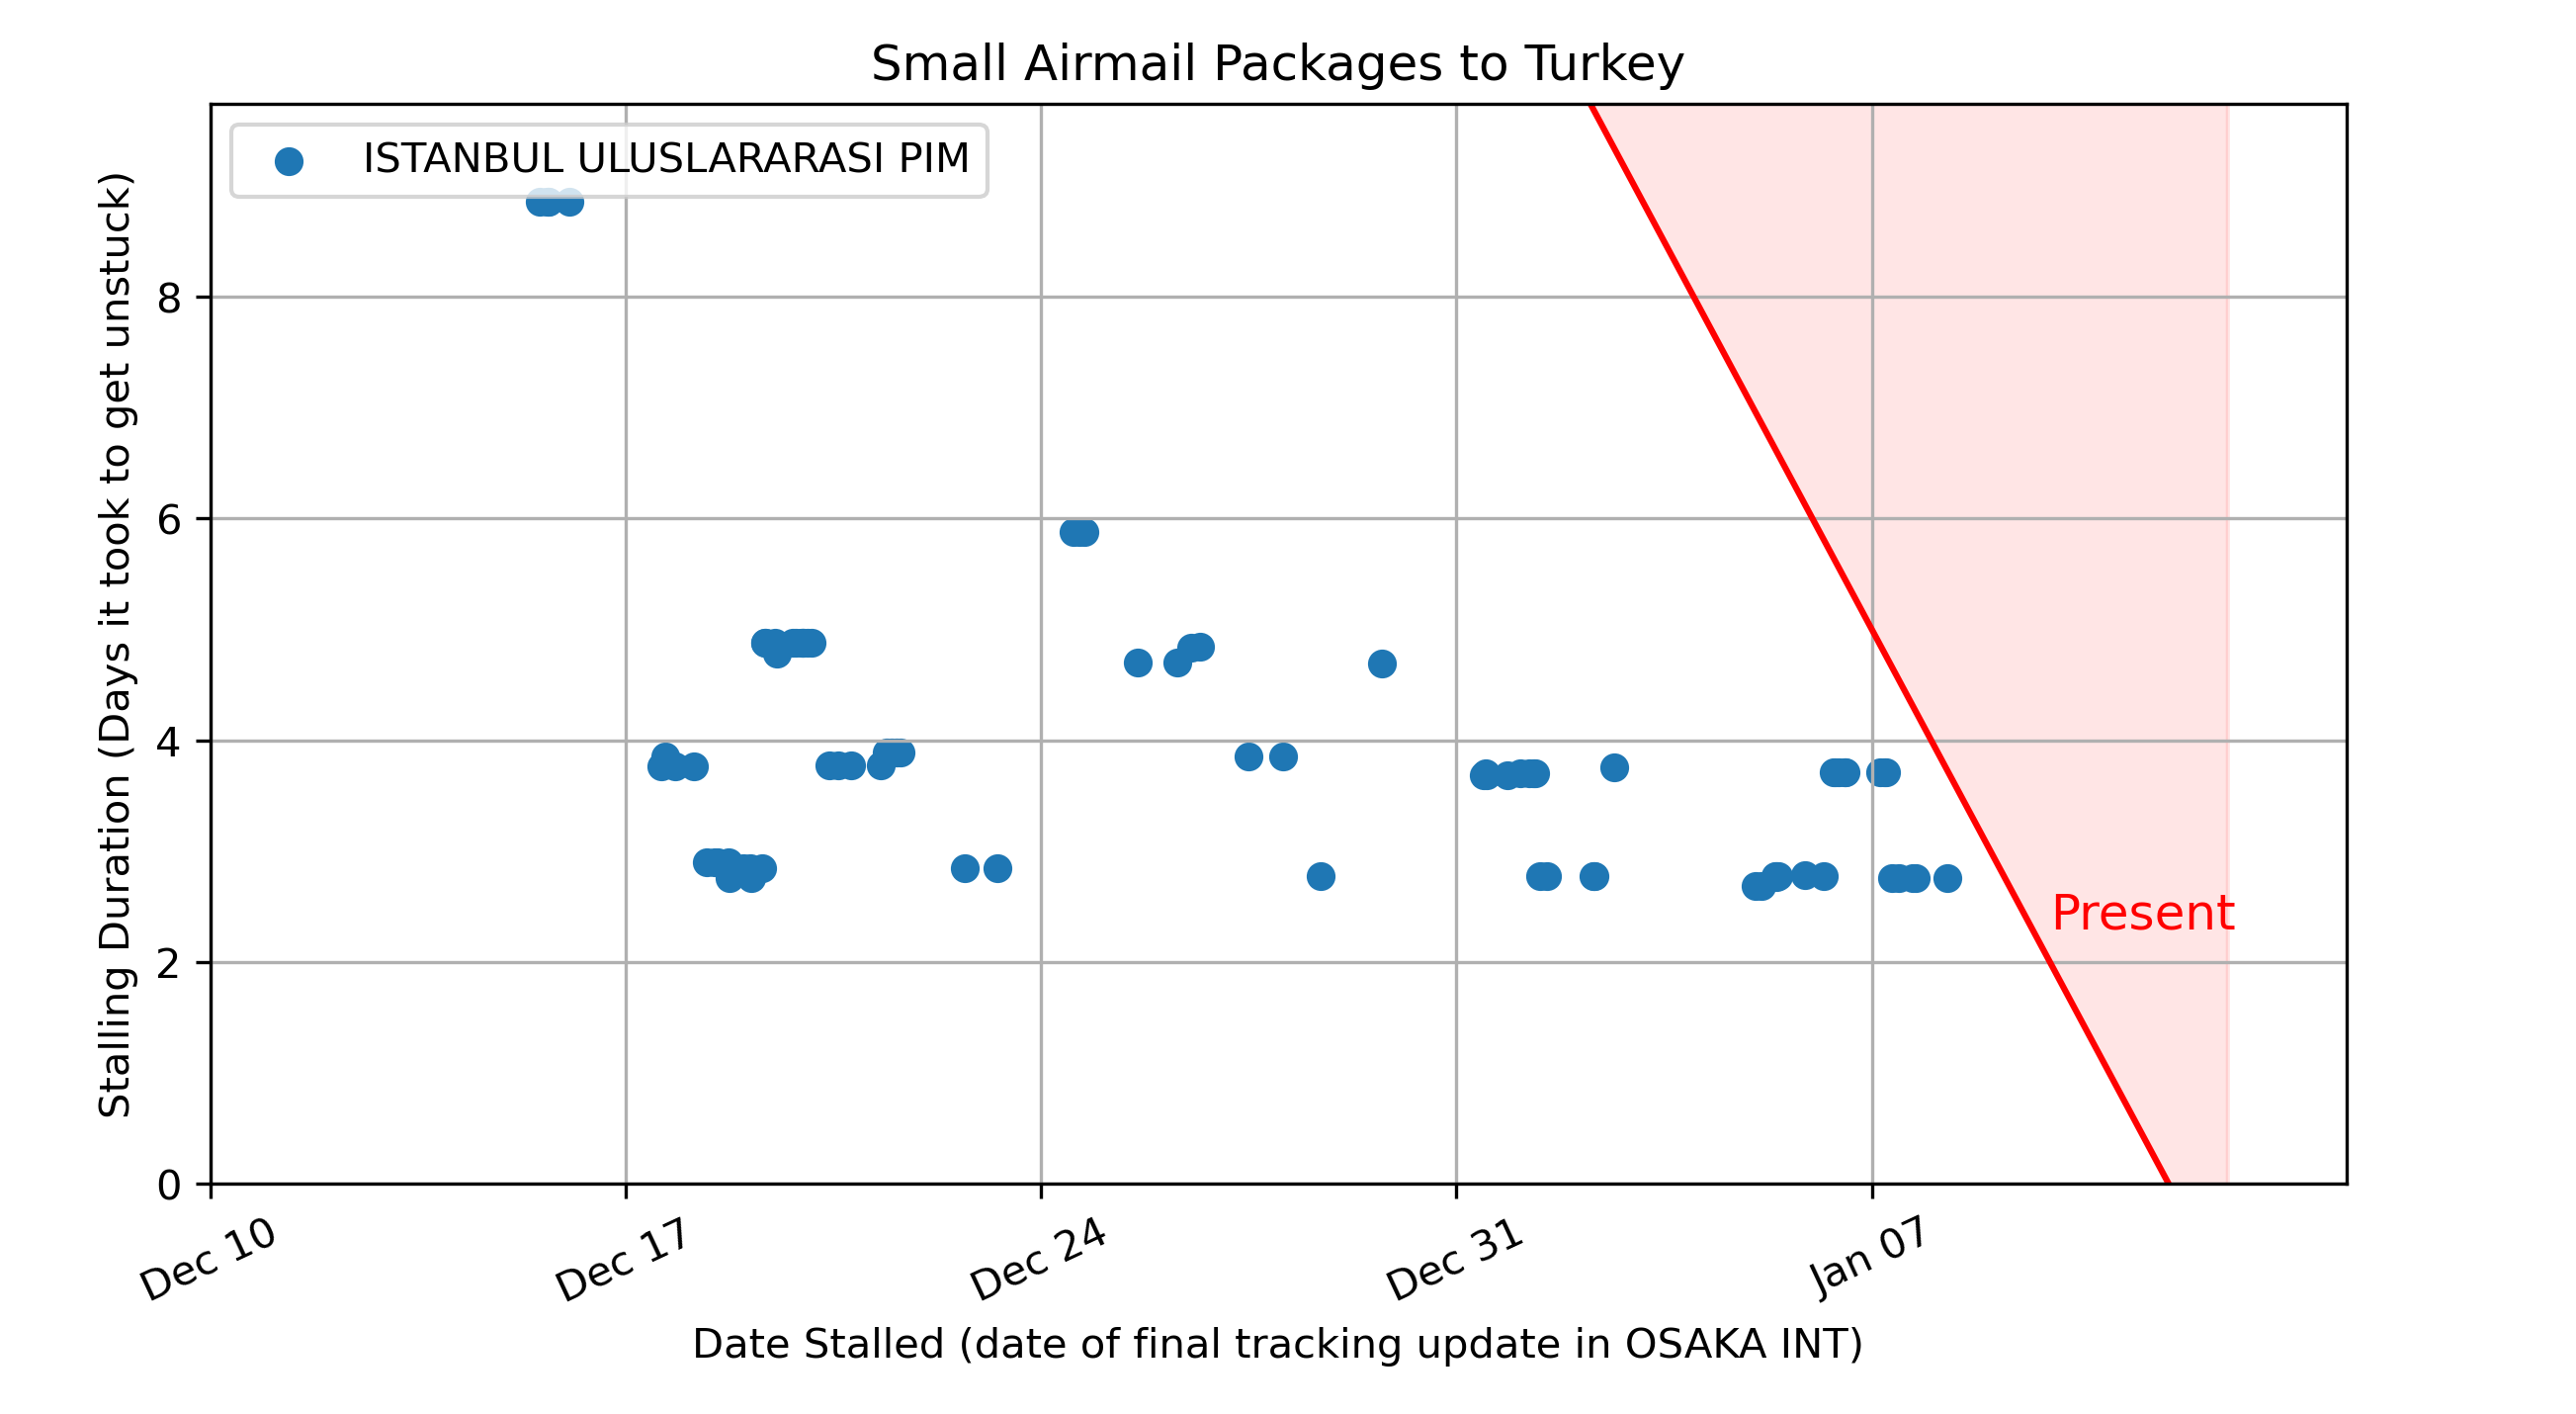 Small Airmail Packages to Turkey
ISTANBUL ULUSLARARASI PIM
Stalling Duration (Days it took to get unstuck)
8
6
4
2
0
Present
Dec 10
Dec 17
Dec 24
Dec 31
Jan 07
Date Stalled (date of final tracking update in OSAKA INT)